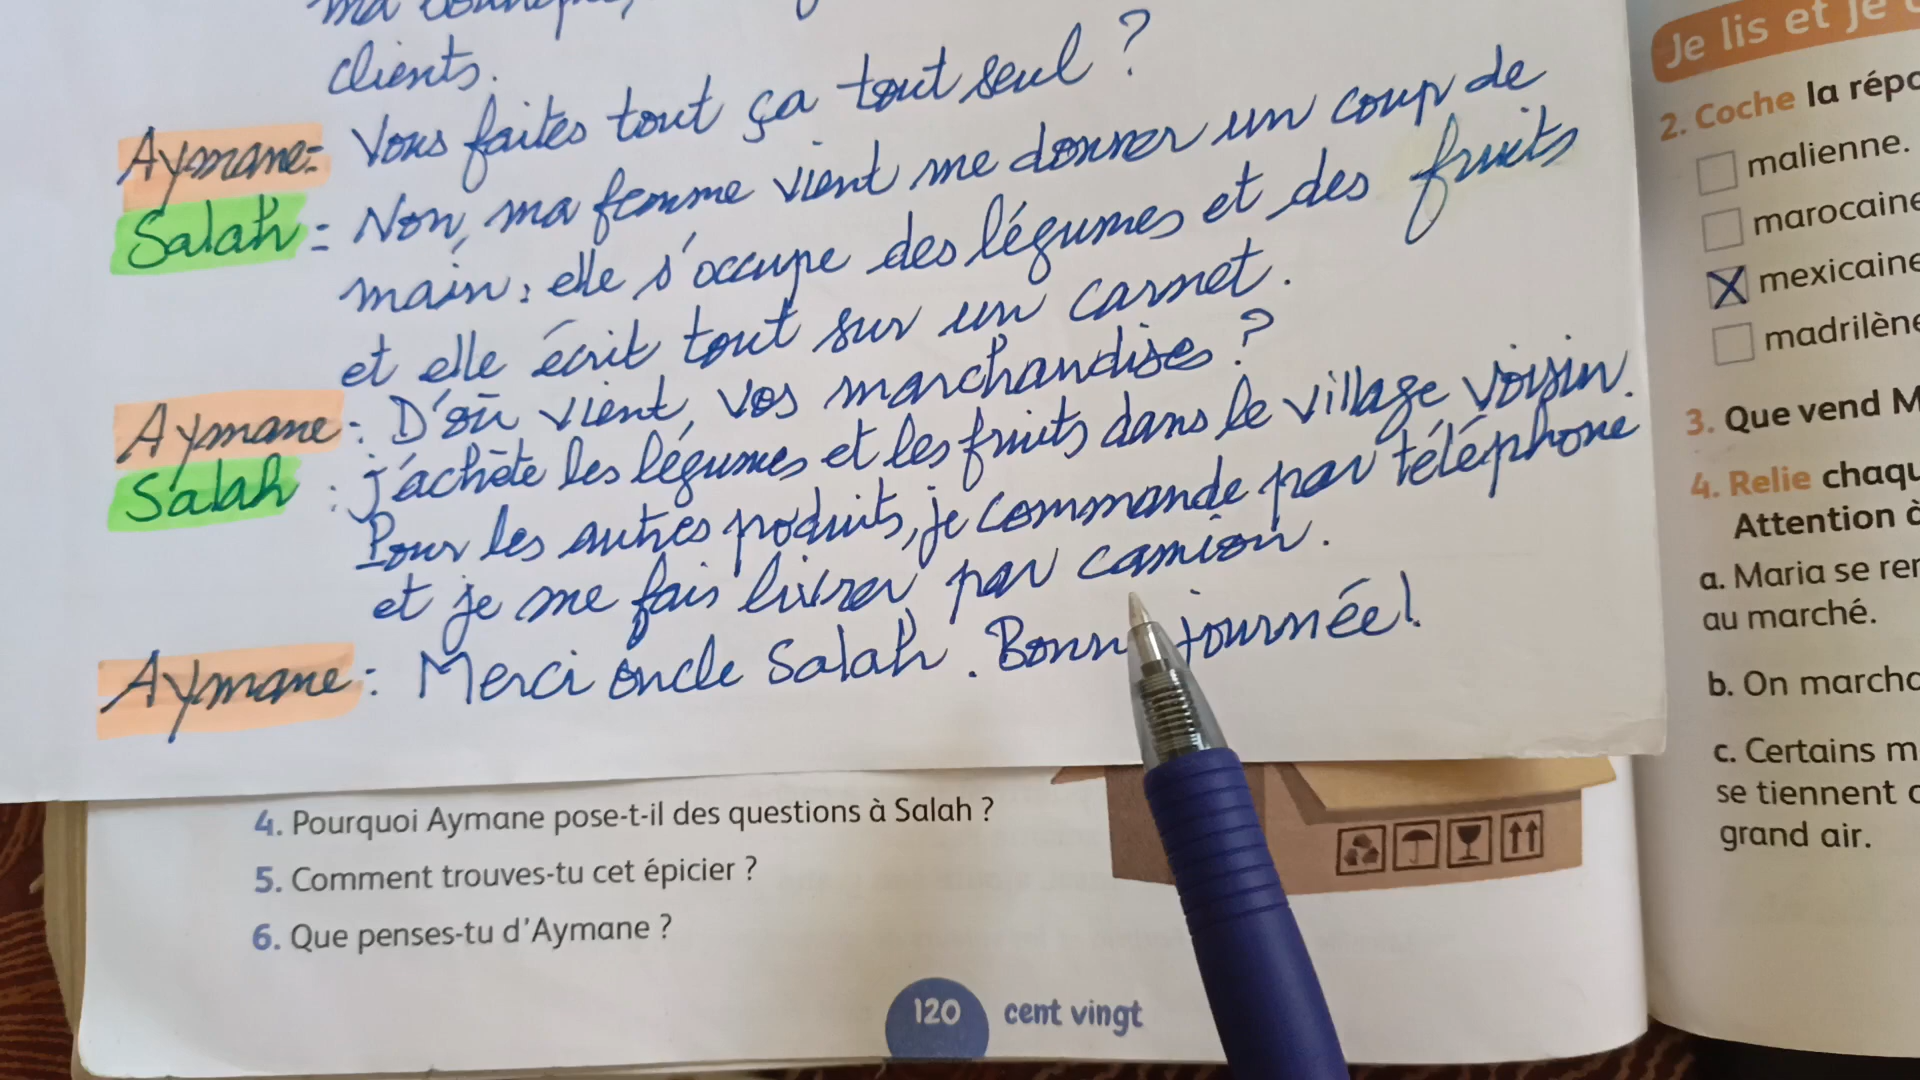 clients.
Aymane= Vous faites tout ça tout seul ?
Salah = Non, ma femme vient me donner un coup de
main : elle s'occupe des légumes et des fruits
et elle écrit tout sur un carnet.
Aymane : D'où vient, vos marchandises ?
Salah : j'achète les légumes et les fruits dans le village voisin.
Pour les autres produits, je commande par téléphone
et je me fais livrer par camion.
Aymane : Merci oncle Salah. Bonn journée!
4. Pourquoi Aymane pose-t-il des questions à Salah ?
5. Comment trouves-tu cet épicier ?
6. Que penses-tu d'Aymane ?
120 cent vingt
Je lis et je
2. Coche la répo
malienne.
marocaine
mexicaine
madrilène
3. Que vend M
4. Relie chaqu
Attention à
a. Maria se ren
au marché.
b. On marcha
c. Certains m
se tiennent
grand air.